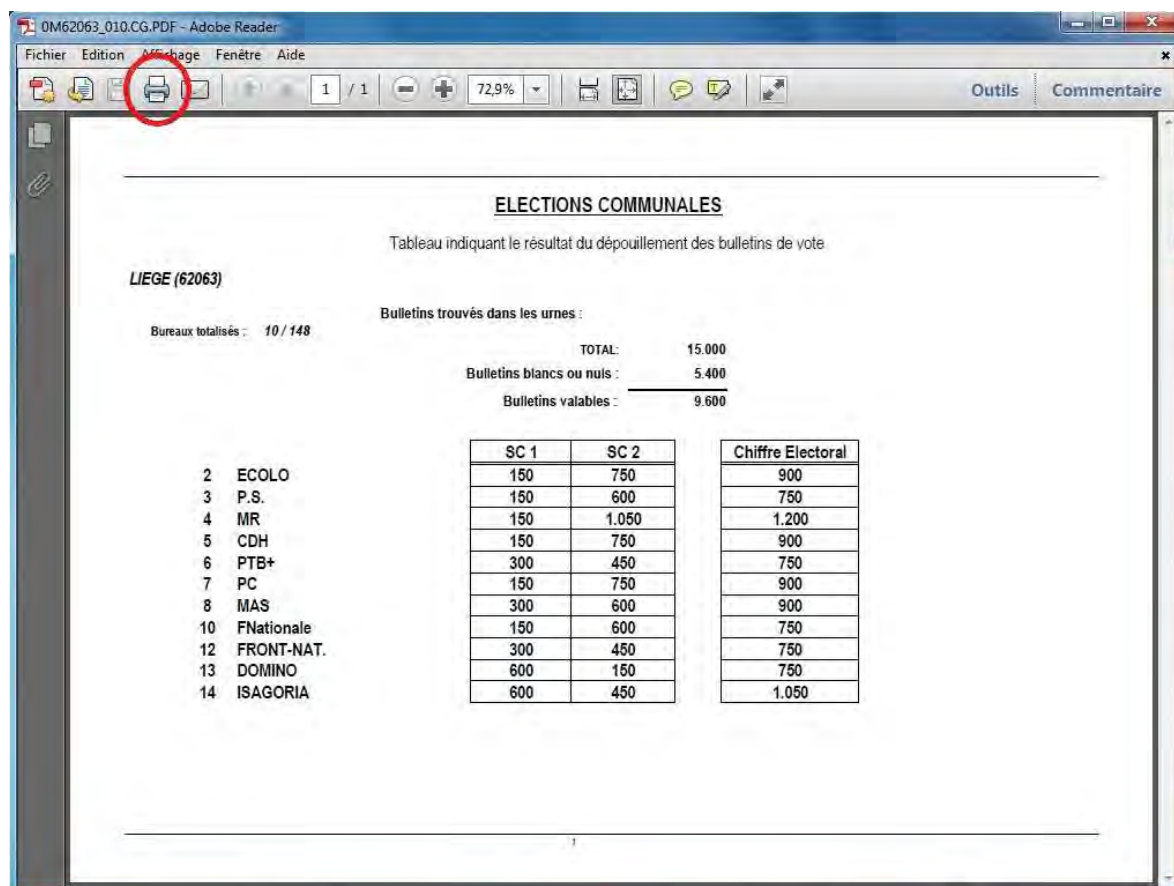 0M62063_010.CG.PDF - Adobe Reader
Fichier Edition Affichage Fenêtre Aide
1 / 1 72,9% Outils Commentaire
ELECTIONS COMMUNALES
Tableau indiquant le résultat du dépouillement des bulletins de vote
LIEGE (62063)
Bulletins trouvés dans les urnes :
Bureaux totalisés : 10 / 148
TOTAL: 15.000
Bulletins blancs ou nuls : 5.400
Bulletins valables : 9.600
SC 1 SC 2 Chiffre Electoral
2 ECOLO 150 750 900
3 P.S. 150 600 750
4 MR 150 1.050 1.200
5 CDH 150 750 900
6 PTB+ 300 450 750
7 PC 150 750 900
8 MAS 300 600 900
10 FNationale 150 600 750
12 FRONT-NAT. 300 450 750
13 DOMINO 600 150 750
14 ISAGORIA 600 450 1.050
1